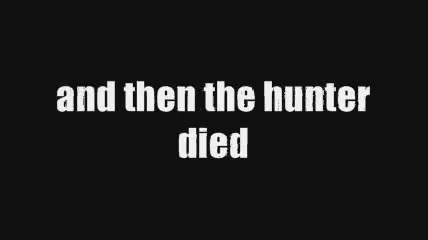 and then the hunter
died